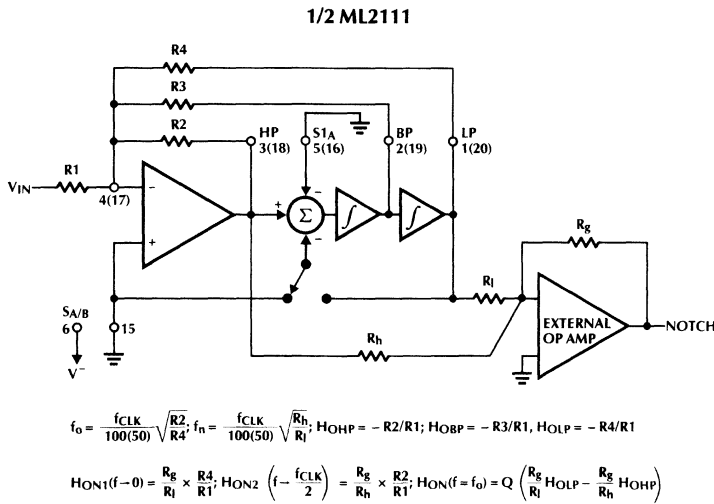 1/2 ML2111
R4
R3
R2
HP
3(18)
S1A
5(16)
BP
2(19)
LP
1(20)
R1
VIN
4(17)
−
+
+
Σ
−
−
∫
∫
Rg
Rl
EXTERNAL
OP AMP
NOTCH
SA/B
6
15
V−
Rh
fo = fCLK/100(50) √R2/R4; fn = fCLK/100(50) √Rh/Rl; HOHP = − R2/R1; HOBP = − R3/R1, HOLP = − R4/R1
HON1(f→0) = Rg/Rl × R4/R1; HON2 (f→ fCLK/2) = Rg/Rh × R2/R1; HON(f = fo) = Q (Rg/Rl HOLP − Rg/Rh HOHP)